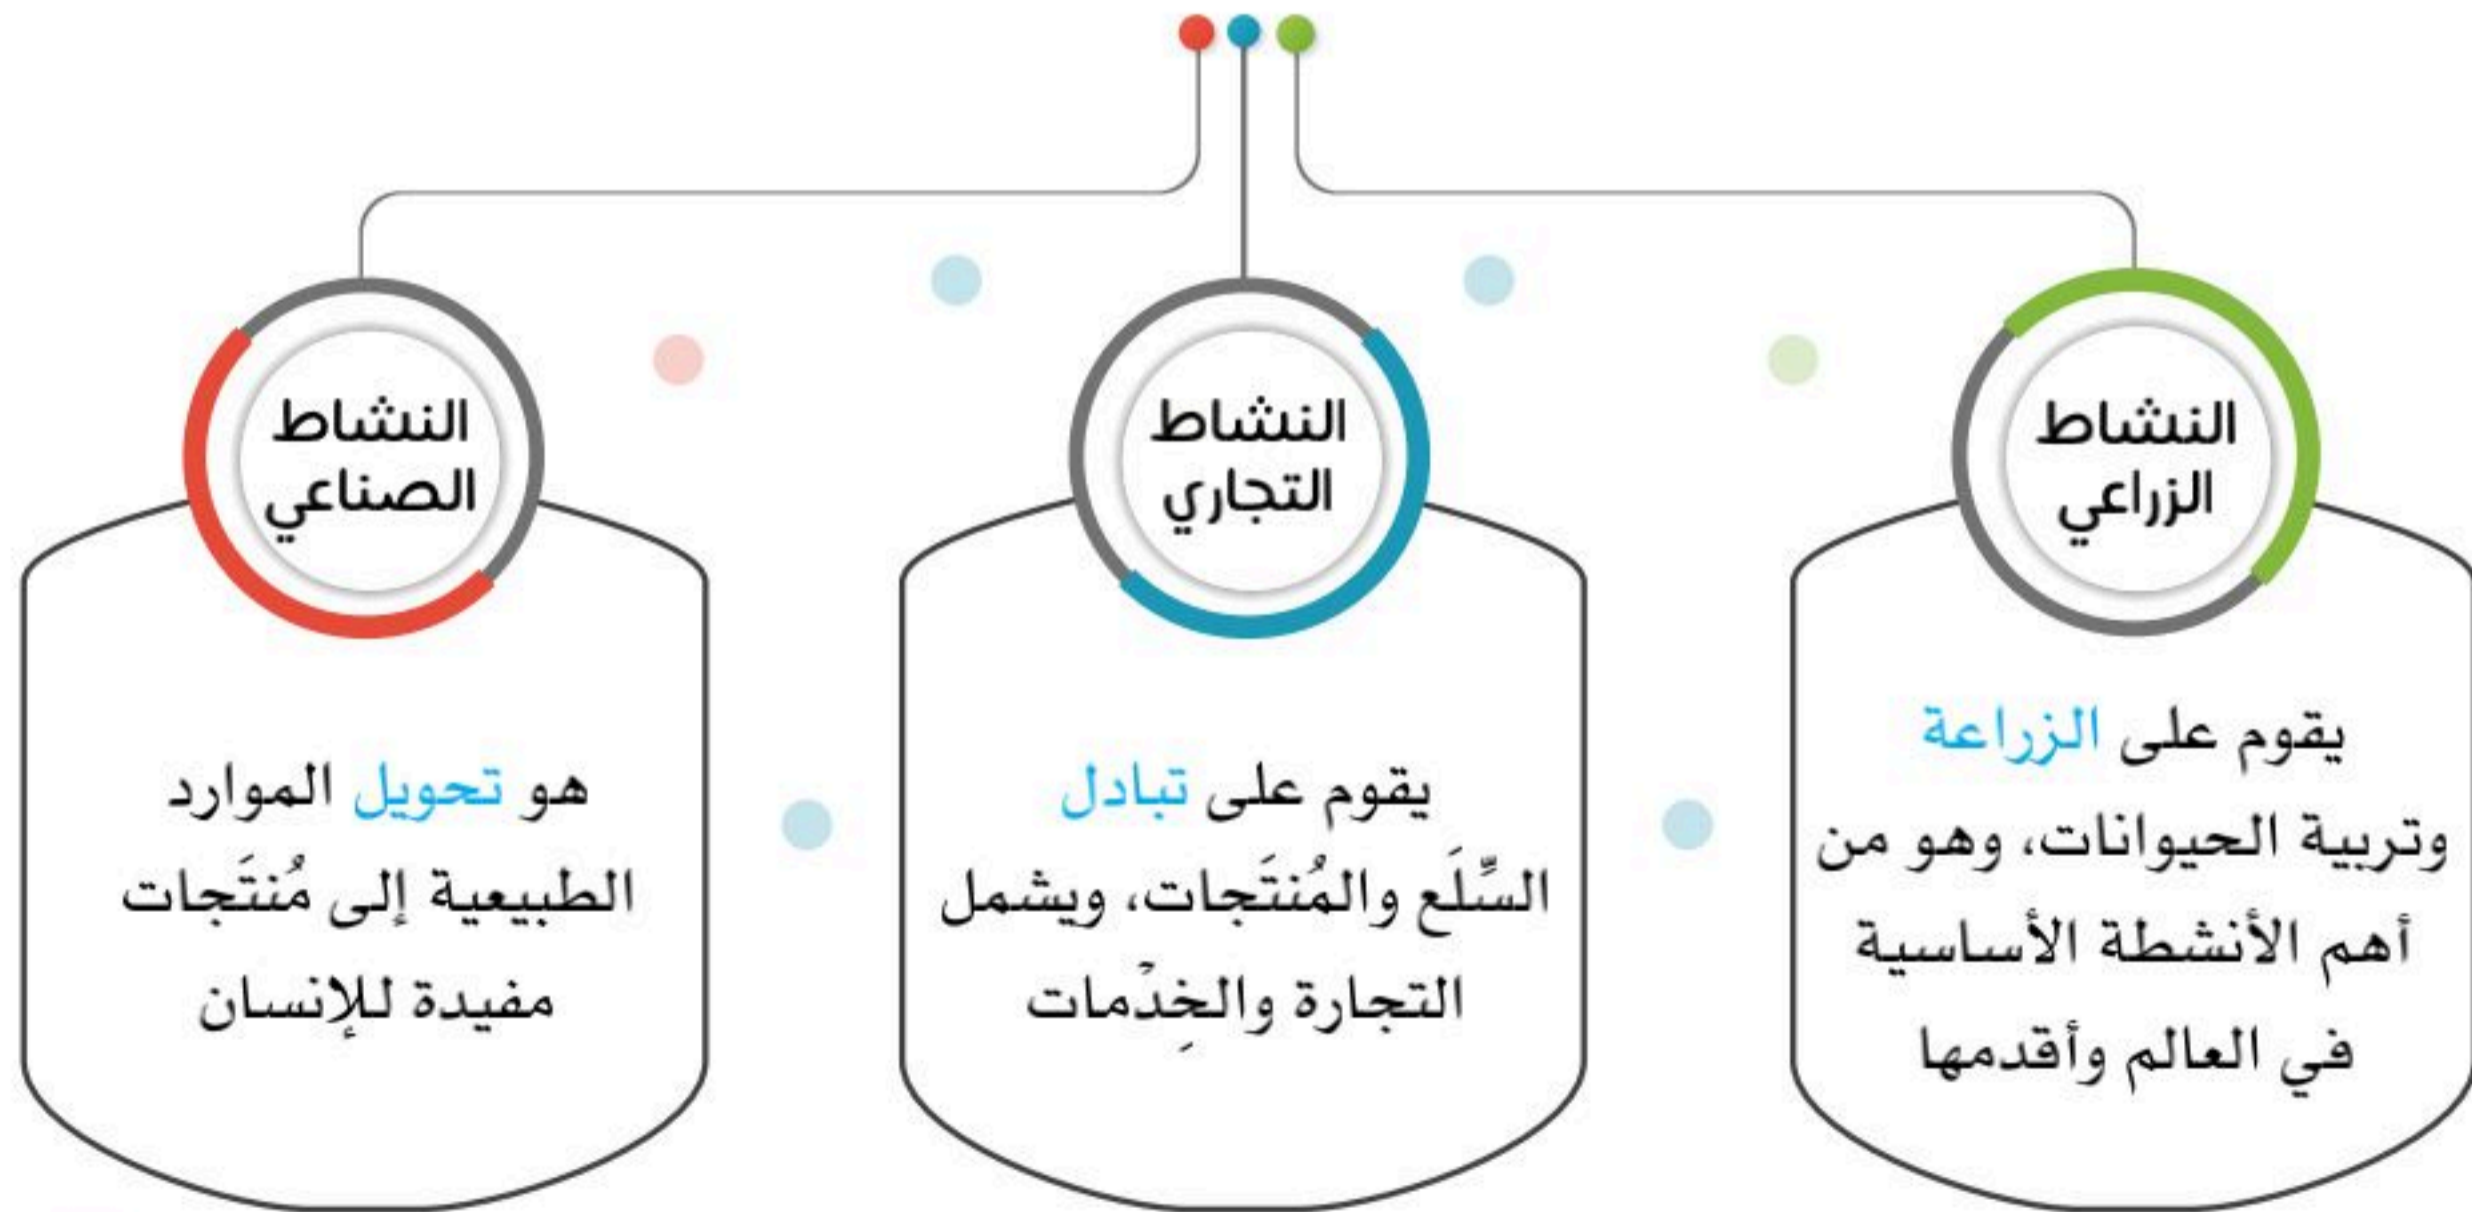 النشاط
الزراعي
يقوم على الزراعة
وتربية الحيوانات، وهو من
أهم الأنشطة الأساسية
في العالم وأقدمها
النشاط
التجاري
يقوم على تبادل
السِّلَع والمُنتَجات، ويشمل
التجارة والخِدْمات
النشاط
الصناعي
هو تحويل الموارد
الطبيعية إلى مُنتَجات
مفيدة للإنسان